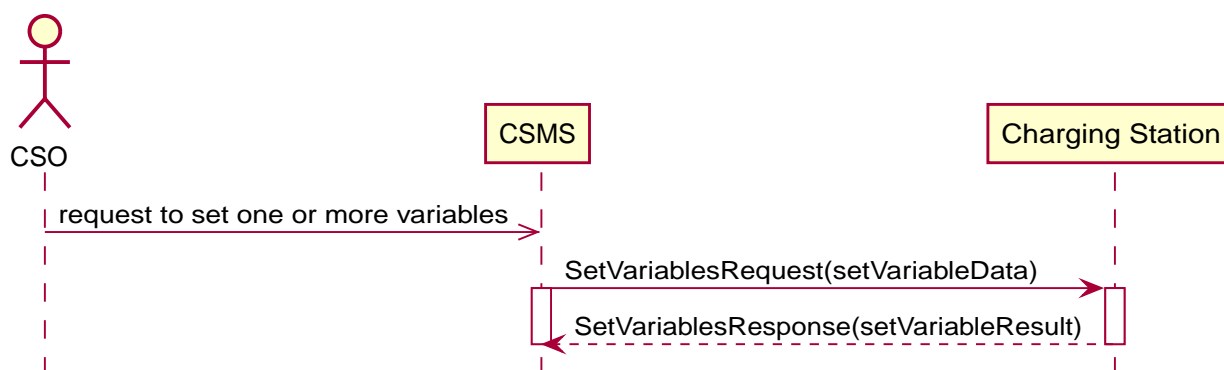 CSO
CSMS
Charging Station
request to set one or more variables
SetVariablesRequest(setVariableData)
SetVariablesResponse(setVariableResult)